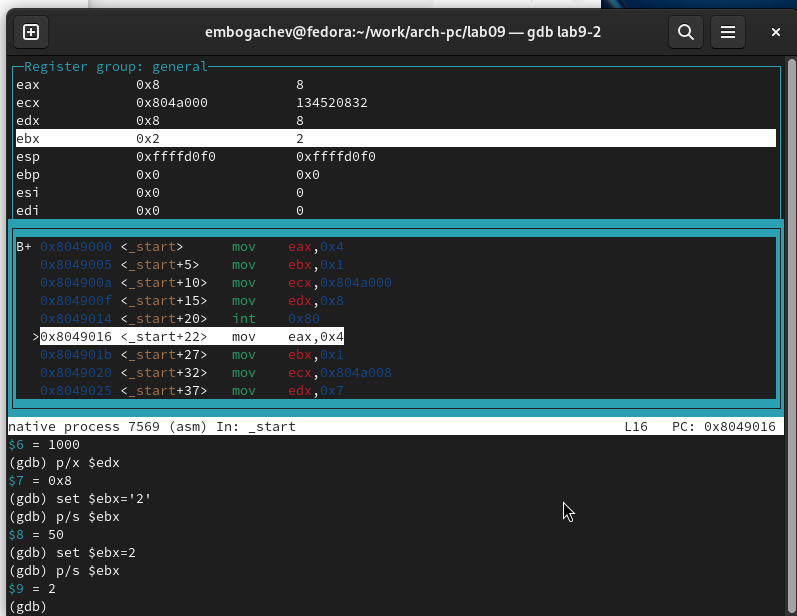 embogachev@fedora:~/work/arch-pc/lab09 — gdb lab9-2
Register group: general
eax 0x8 8
ecx 0x804a000 134520832
edx 0x8 8
ebx 0x2 2
esp 0xffffd0f0 0xffffd0f0
ebp 0x0 0x0
esi 0x0 0
edi 0x0 0
B+ 0x8049000 <_start> mov eax,0x4
0x8049005 <_start+5> mov ebx,0x1
0x804900a <_start+10> mov ecx,0x804a000
0x804900f <_start+15> mov edx,0x8
0x8049014 <_start+20> int 0x80
>0x8049016 <_start+22> mov eax,0x4
0x804901b <_start+27> mov ebx,0x1
0x8049020 <_start+32> mov ecx,0x804a008
0x8049025 <_start+37> mov edx,0x7
native process 7569 (asm) In: _start L16 PC: 0x8049016
$6 = 1000
(gdb) p/x $edx
$7 = 0x8
(gdb) set $ebx='2'
(gdb) p/s $ebx
$8 = 50
(gdb) set $ebx=2
(gdb) p/s $ebx
$9 = 2
(gdb)